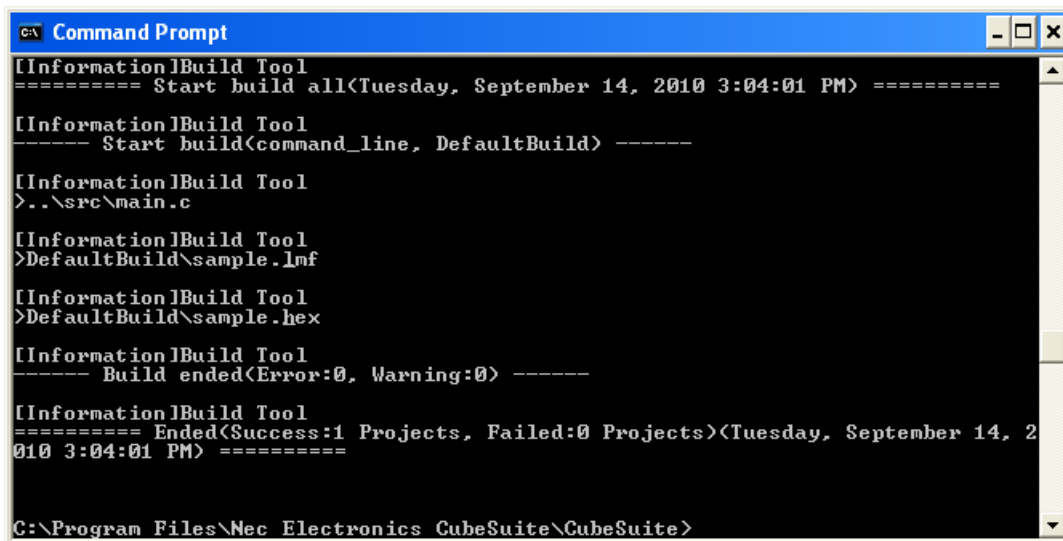 Command Prompt
[Information]Build Tool
========== Start build all(Tuesday, September 14, 2010 3:04:01 PM) ==========
[Information]Build Tool
------ Start build(command_line, DefaultBuild) ------
[Information]Build Tool
>..\src\main.c
[Information]Build Tool
>DefaultBuild\sample.lmf
[Information]Build Tool
>DefaultBuild\sample.hex
[Information]Build Tool
------ Build ended(Error:0, Warning:0) ------
[Information]Build Tool
========== Ended(Success:1 Projects, Failed:0 Projects)(Tuesday, September 14, 2
010 3:04:01 PM) ==========
C:\Program Files\Nec Electronics CubeSuite\CubeSuite>